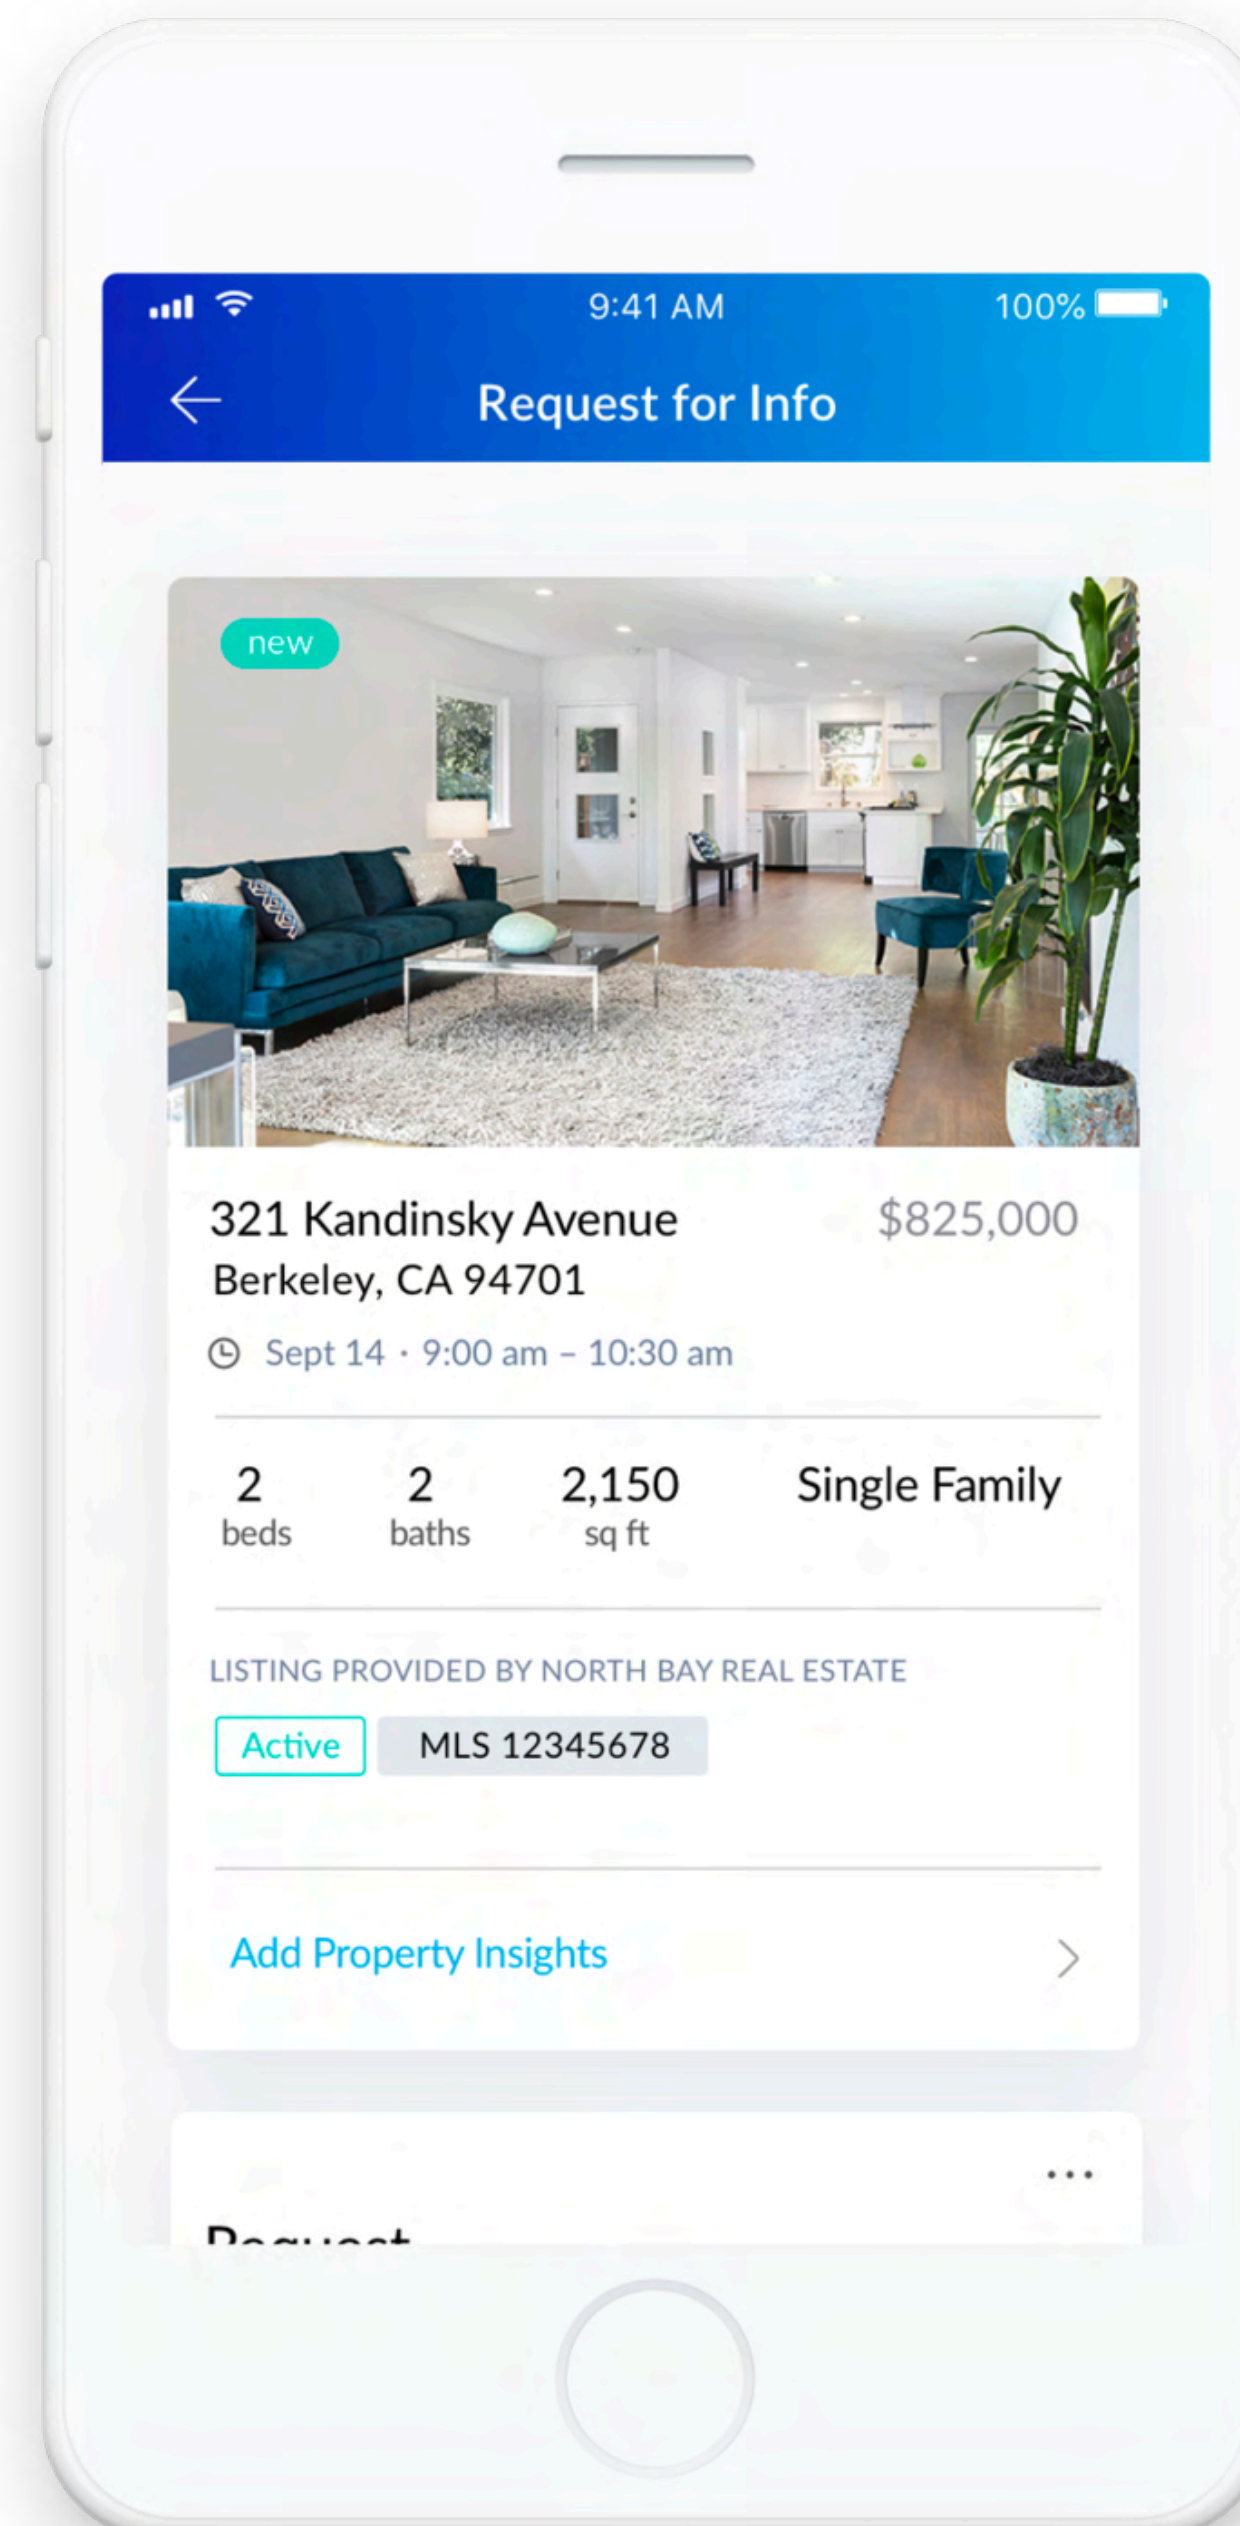 9:41 AM 100%
Request for Info
new
321 Kandinsky Avenue $825,000
Berkeley, CA 94701
Sept 14 · 9:00 am – 10:30 am
2 2 2,150 Single Family
beds baths sq ft
LISTING PROVIDED BY NORTH BAY REAL ESTATE
Active MLS 12345678
Add Property Insights
Request